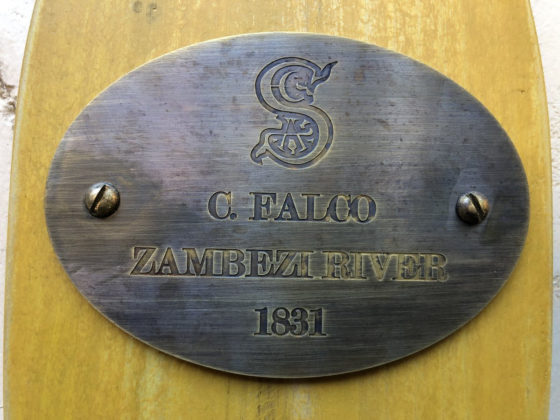 C. FALCO
ZAMBEZI RIVER
1831